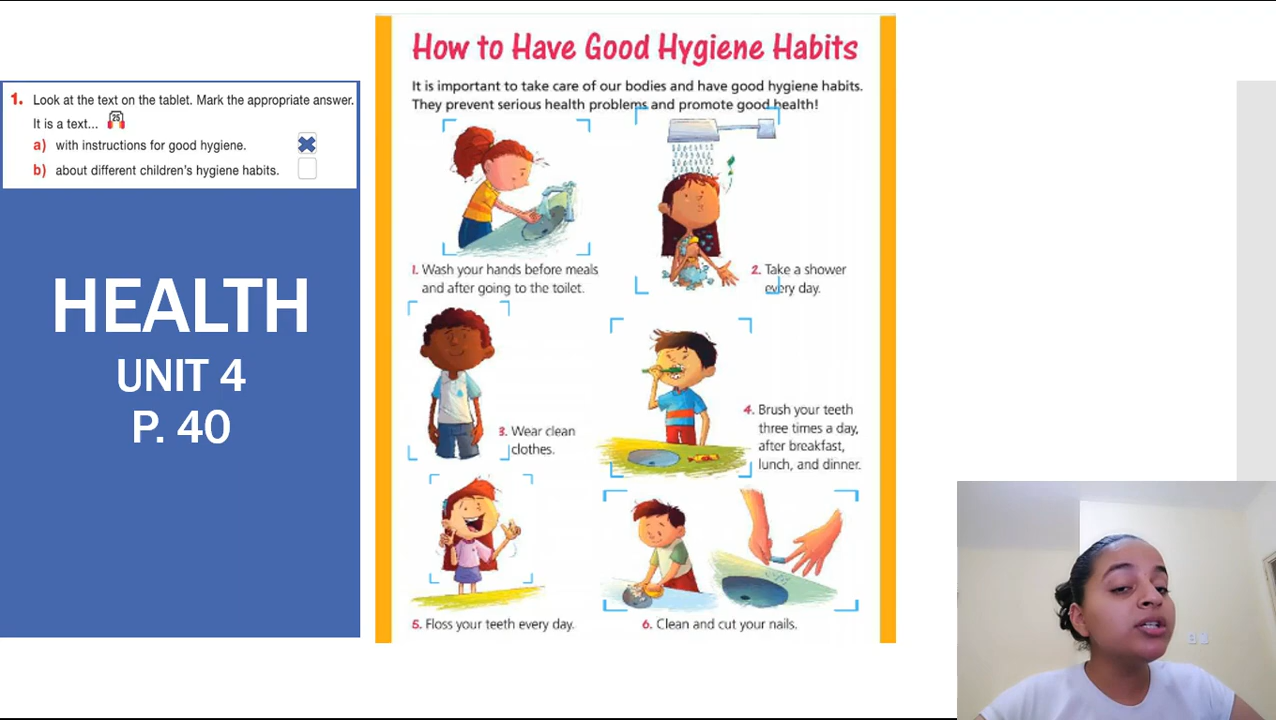 1. Look at the text on the tablet. Mark the appropriate answer.
It is a text... 25
a) with instructions for good hygiene.
b) about different children's hygiene habits.
HEALTH
UNIT 4
P. 40
How to Have Good Hygiene Habits
It is important to take care of our bodies and have good hygiene habits.
They prevent serious health problems and promote good health!
1. Wash your hands before meals
and after going to the toilet.
2. Take a shower
every day.
3. Wear clean
clothes.
4. Brush your teeth
three times a day,
after breakfast,
lunch, and dinner.
5. Floss your teeth every day.
6. Clean and cut your nails.